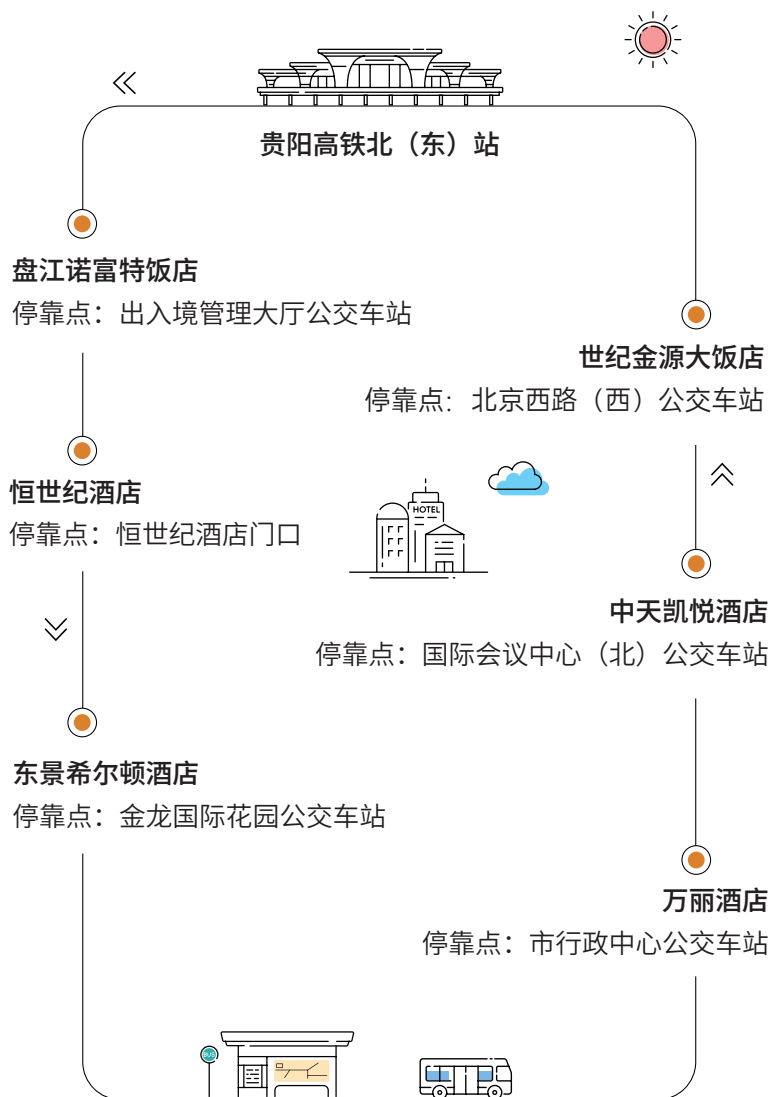 贵阳高铁北（东）站
盘江诺富特饭店
停靠点：出入境管理大厅公交车站
世纪金源大饭店
停靠点：北京西路（西）公交车站
恒世纪酒店
停靠点：恒世纪酒店门口
HOTEL
中天凯悦酒店
停靠点：国际会议中心（北）公交车站
东景希尔顿酒店
停靠点：金龙国际花园公交车站
万丽酒店
停靠点：市行政中心公交车站
BUS